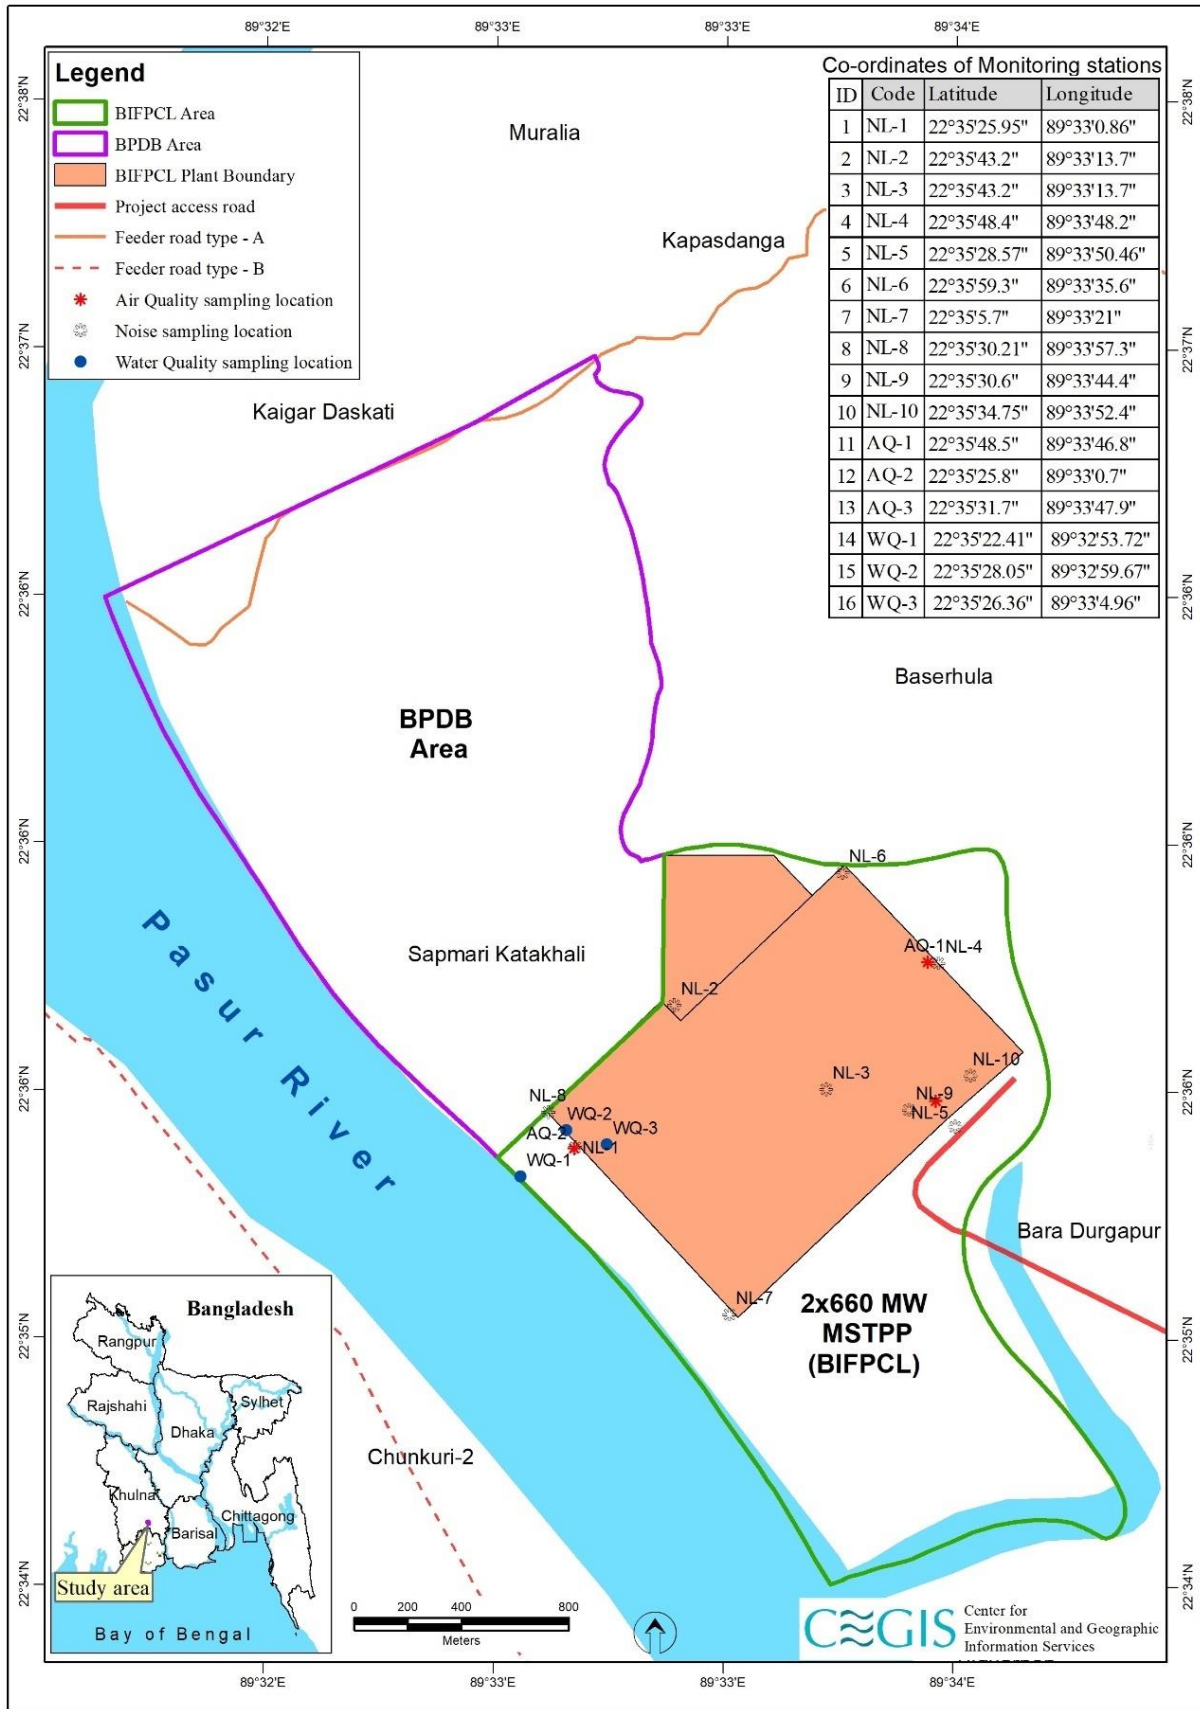 89°32'E 89°33'E 89°33'E 89°34'E
Legend
BIFPCL Area
BPDB Area
BIFPCL Plant Boundary
Project access road
Feeder road type - A
Feeder road type - B
Air Quality sampling location
Noise sampling location
Water Quality sampling location
Co-ordinates of Monitoring stations
ID Code Latitude Longitude
1 NL-1 22°35'25.95" 89°33'0.86"
2 NL-2 22°35'43.2" 89°33'13.7"
3 NL-3 22°35'43.2" 89°33'13.7"
4 NL-4 22°35'48.4" 89°33'48.2"
5 NL-5 22°35'28.57" 89°33'50.46"
6 NL-6 22°35'59.3" 89°33'35.6"
7 NL-7 22°35'5.7" 89°33'21"
8 NL-8 22°35'30.21" 89°33'57.3"
9 NL-9 22°35'30.6" 89°33'44.4"
10 NL-10 22°35'34.75" 89°33'52.4"
11 AQ-1 22°35'48.5" 89°33'46.8"
12 AQ-2 22°35'25.8" 89°33'0.7"
13 AQ-3 22°35'31.7" 89°33'47.9"
14 WQ-1 22°35'22.41" 89°32'53.72"
15 WQ-2 22°35'28.05" 89°32'59.67"
16 WQ-3 22°35'26.36" 89°33'4.96"
22°38'N 22°38'N
Muralia
Kapasdanga
22°37'N 22°37'N
Kaigar Daskati
22°36'N 22°36'N
Baserhula
BPDB
Area
22°36'N 22°36'N
NL-6
Pasur River
Sapmari Katakhali
AQ-1 NL-4
NL-2
NL-10
NL-3
22°36'N 22°36'N
NL-8
NL-9
WQ-2
NL-5
AQ-2
WQ-3
NL-1
WQ-1
Bara Durgapur
NL-7
2x660 MW
MSTPP
(BIFPCL)
22°35'N 22°35'N
Bangladesh
Rangpur
Rajshahi
Sylhet
Dhaka
Chunkuri-2
Khulna
Chittagong
Barisal
Study area
Bay of Bengal
22°34'N 22°34'N
0 200 400 800
Meters
CEGIS
Center for
Environmental and Geographic
Information Services
89°32'E 89°33'E 89°33'E 89°34'E